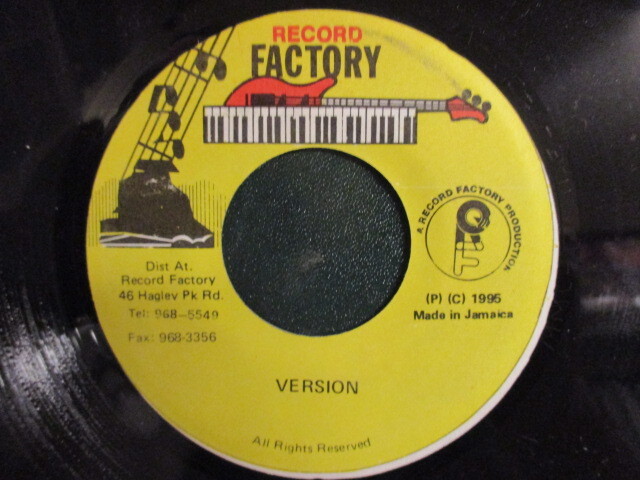 RECORD
FACTORY
A RECORD FACTORY PRODUCTION
Dist At.
Record Factory
46 Haglev Pk Rd.
Tel: 968-5549
Fax: 968-3356
(P) (C) 1995
Made in Jamaica
VERSION
All Rights Reserved